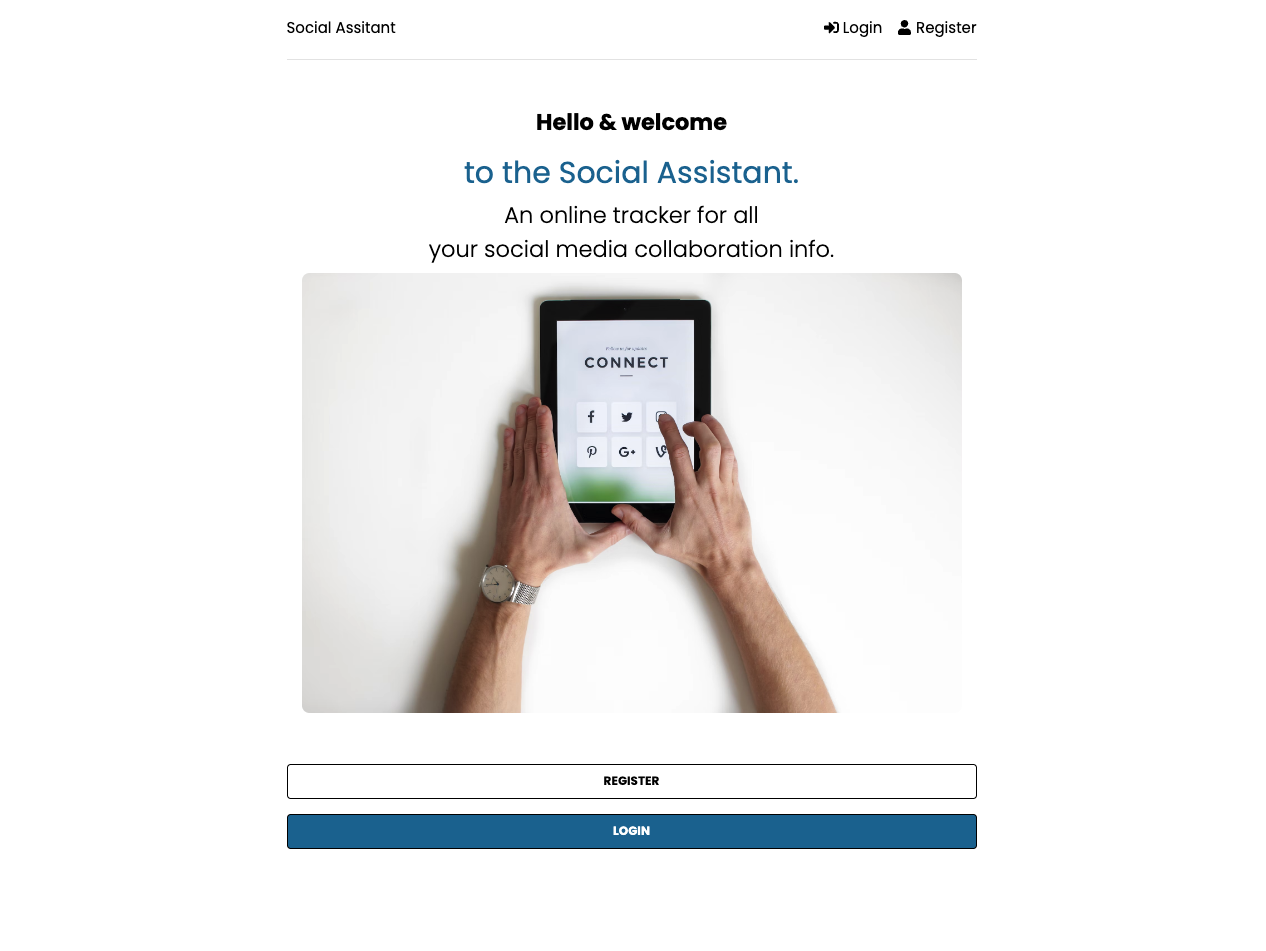 Social Assitant
Login
Register
Hello & welcome
to the Social Assistant.
An online tracker for all
your social media collaboration info.
CONNECT
G+
REGISTER
LOGIN